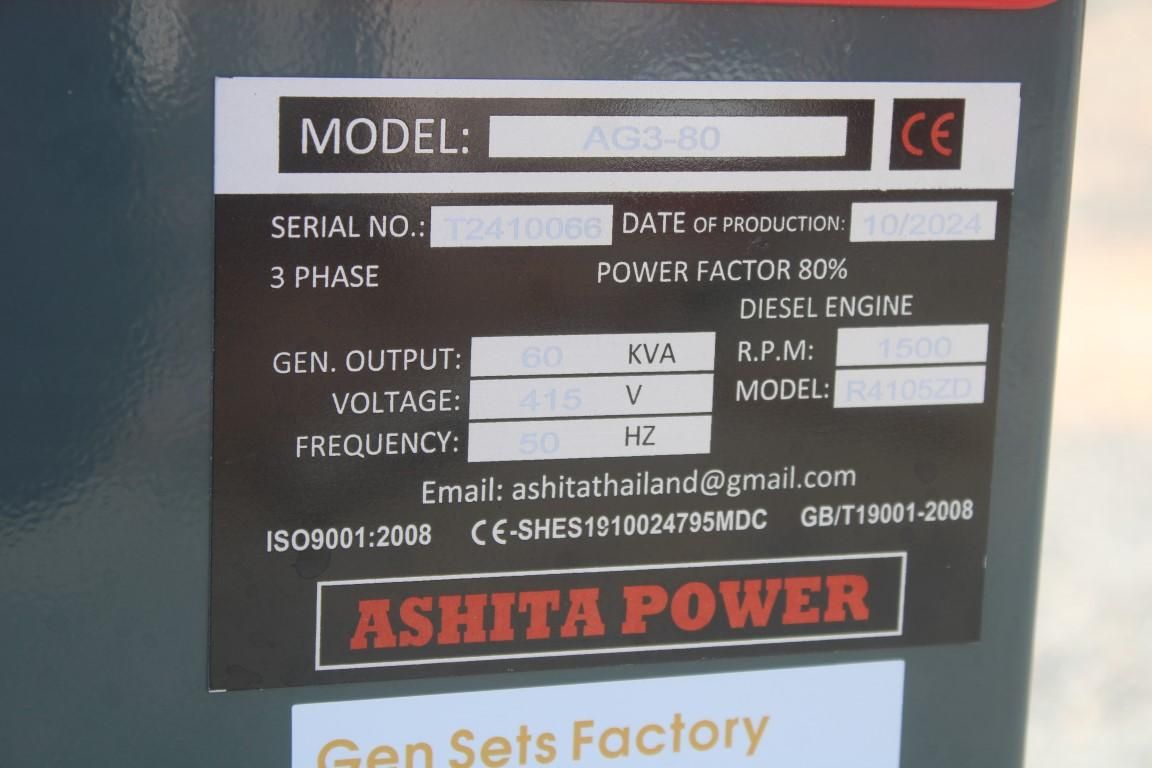 MODEL: AG3-80 CE
SERIAL NO.: T2410066 DATE OF PRODUCTION: 10/2024
3 PHASE POWER FACTOR 80%
DIESEL ENGINE
GEN. OUTPUT: 60 KVA R.P.M: 1500
VOLTAGE: 415 V MODEL: R4105ZD
FREQUENCY: 50 HZ
Email: ashitathailand@gmail.com
ISO9001:2008 CE-SHES1910024795MDC GB/T19001-2008
ASHITA POWER
Gen Sets Factory